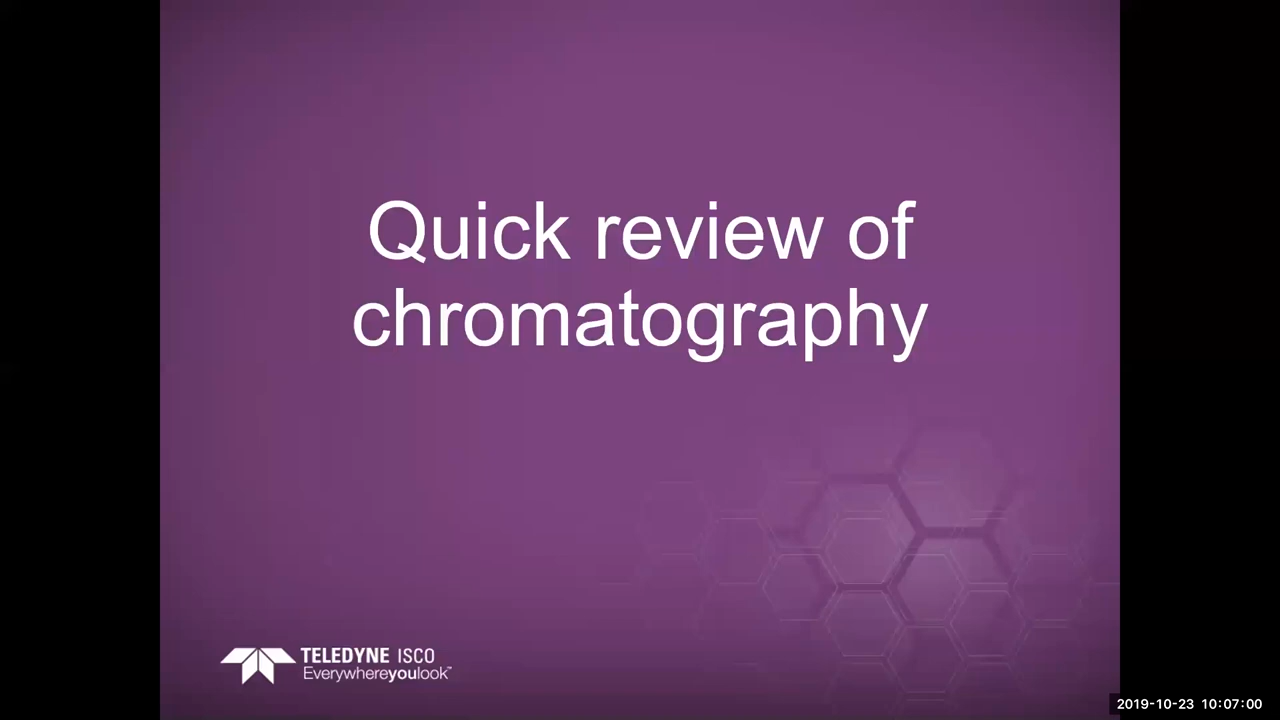 Quick review of
chromatography
TELEDYNE ISCO
Everywhereyoulook™
2019-10-23 10:07:00